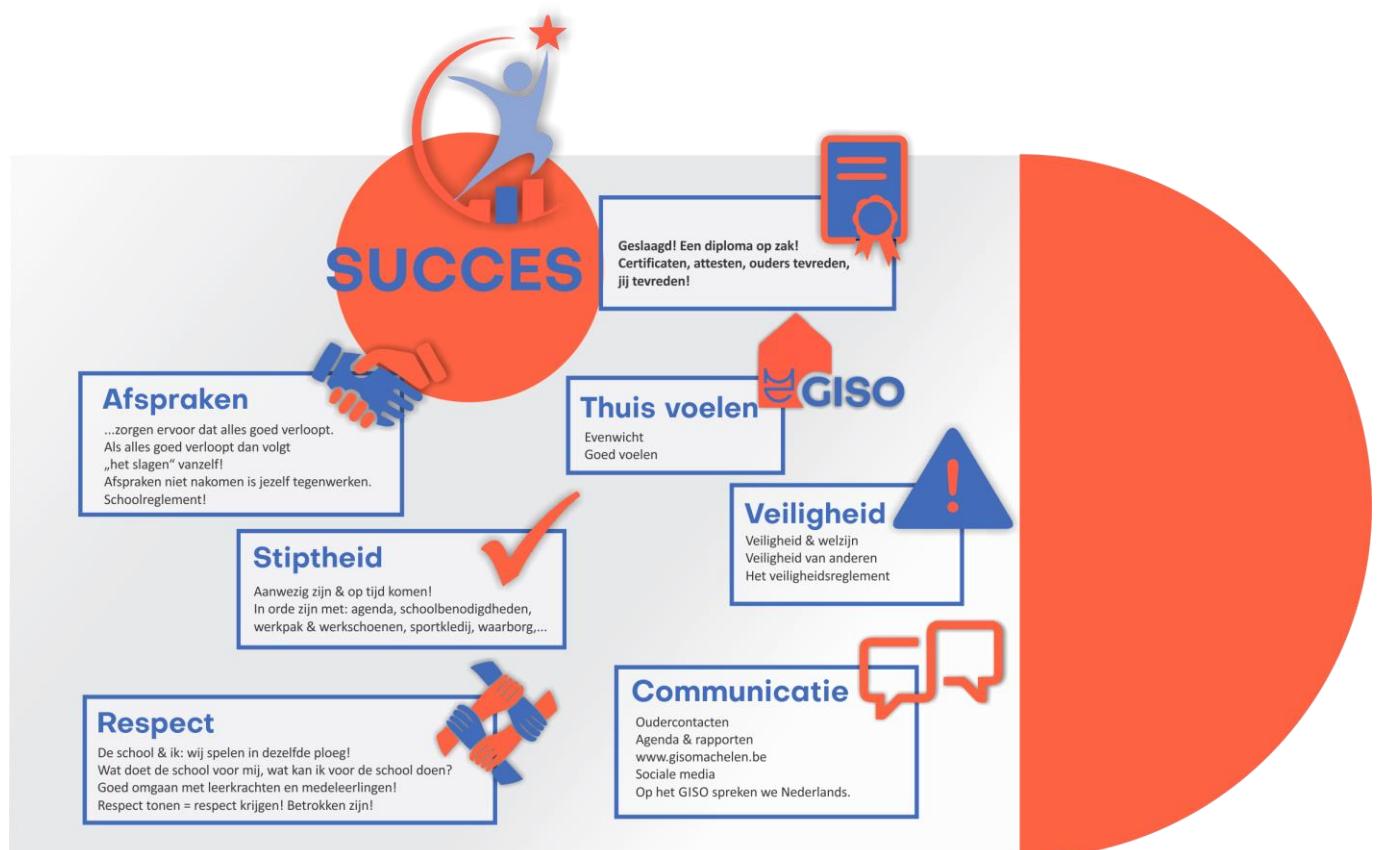 SUCCES
Geslaagd! Een diploma op zak!
Certificaten, attesten, ouders tevreden,
jij tevreden!
Afspraken
...zorgen ervoor dat alles goed verloopt.
Als alles goed verloopt dan volgt
„het slagen“ vanzelf!
Afspraken niet nakomen is jezelf tegenwerken.
Schoolreglement!
GISO
Thuis voelen
Evenwicht
Goed voelen
Veiligheid
Veiligheid & welzijn
Veiligheid van anderen
Het veiligheidsreglement
Stiptheid
Aanwezig zijn & op tijd komen!
In orde zijn met: agenda, schoolbenodigdheden,
werkpak & werkschoenen, sportkledij, waarborg,...
Respect
De school & ik: wij spelen in dezelfde ploeg!
Wat doet de school voor mij, wat kan ik voor de school doen?
Goed omgaan met leerkrachten en medeleerlingen!
Respect tonen = respect krijgen! Betrokken zijn!
Communicatie
Oudercontacten
Agenda & rapporten
www.gisomachelen.be
Sociale media
Op het GISO spreken we Nederlands.